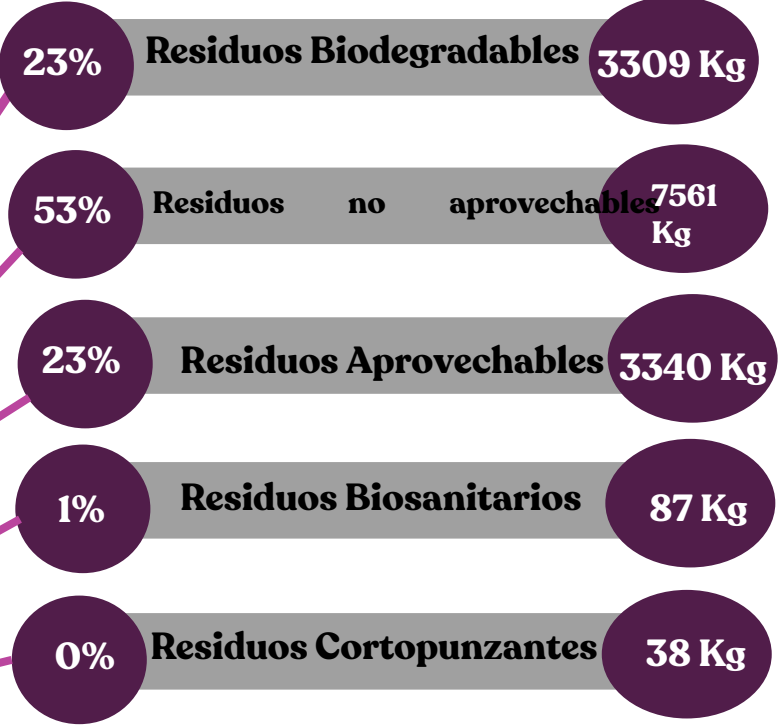 23% Residuos Biodegradables 3309 Kg
53% Residuos no aprovechables 7561
Kg
23% Residuos Aprovechables 3340 Kg
1% Residuos Biosanitarios 87 Kg
0% Residuos Cortopunzantes 38 Kg